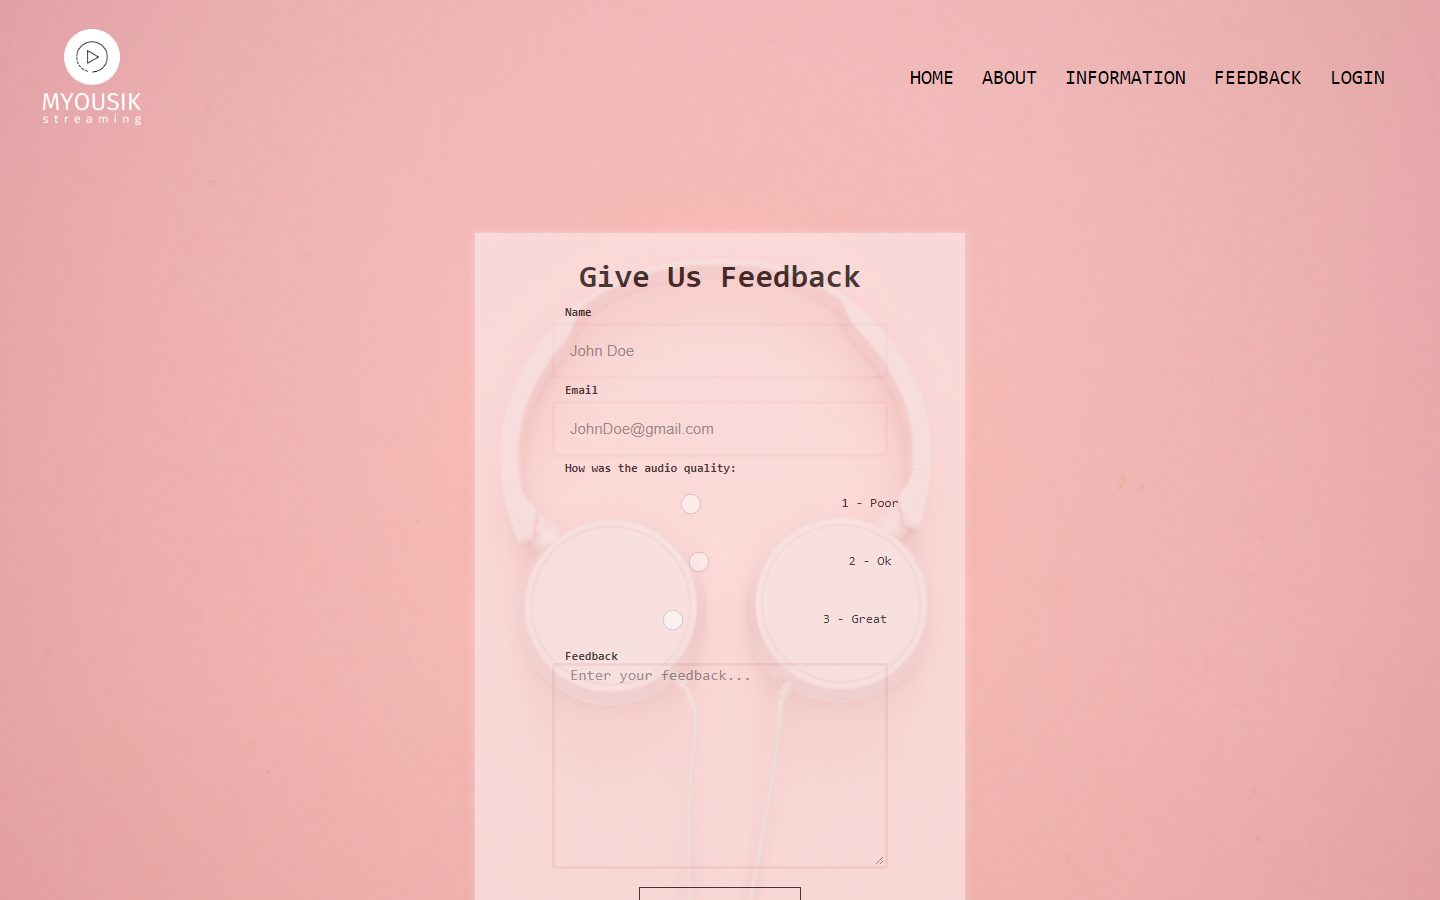 MYOUSIK
streaming
HOME ABOUT INFORMATION FEEDBACK LOGIN
Give Us Feedback
Name
John Doe
Email
JohnDoe@gmail.com
How was the audio quality:
1 - Poor
2 - Ok
3 - Great
Feedback
Enter your feedback...